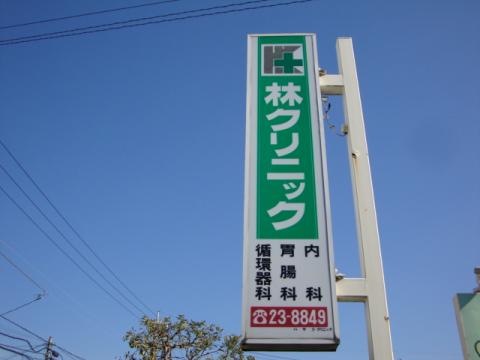 林クリニック
内科
胃腸科
循環器科
☎23-8849